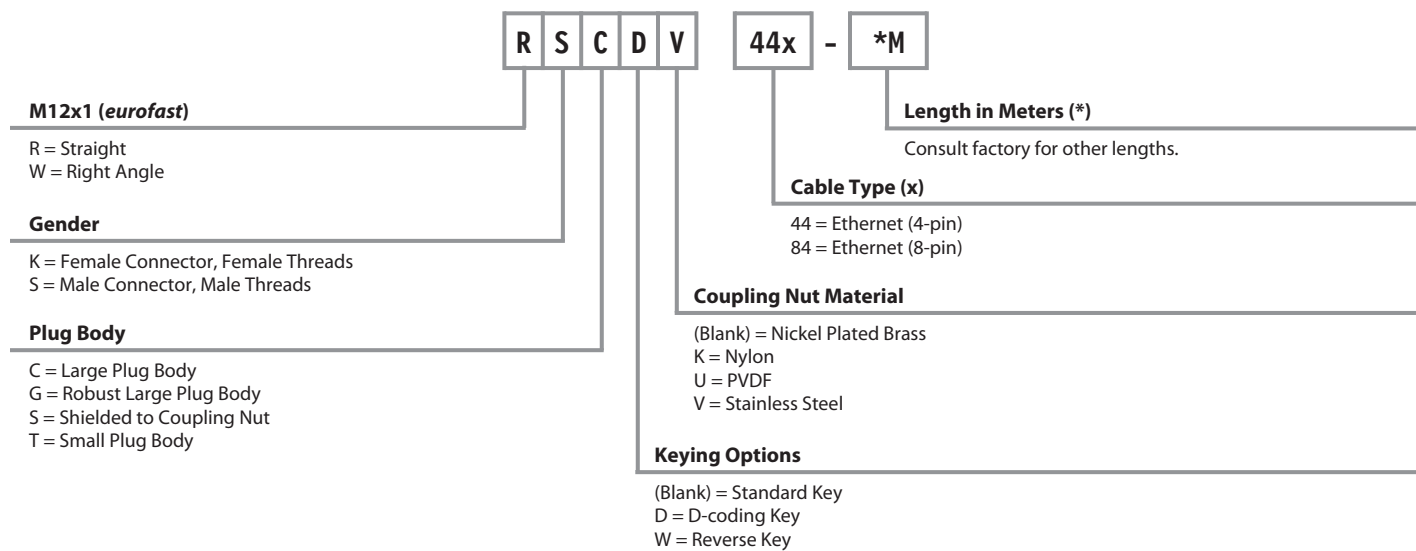 R S C D V 44x - *M
M12x1 (eurofast)
R = Straight
W = Right Angle
Gender
K = Female Connector, Female Threads
S = Male Connector, Male Threads
Plug Body
C = Large Plug Body
G = Robust Large Plug Body
S = Shielded to Coupling Nut
T = Small Plug Body
Length in Meters (*)
Consult factory for other lengths.
Cable Type (x)
44 = Ethernet (4-pin)
84 = Ethernet (8-pin)
Coupling Nut Material
(Blank) = Nickel Plated Brass
K = Nylon
U = PVDF
V = Stainless Steel
Keying Options
(Blank) = Standard Key
D = D-coding Key
W = Reverse Key